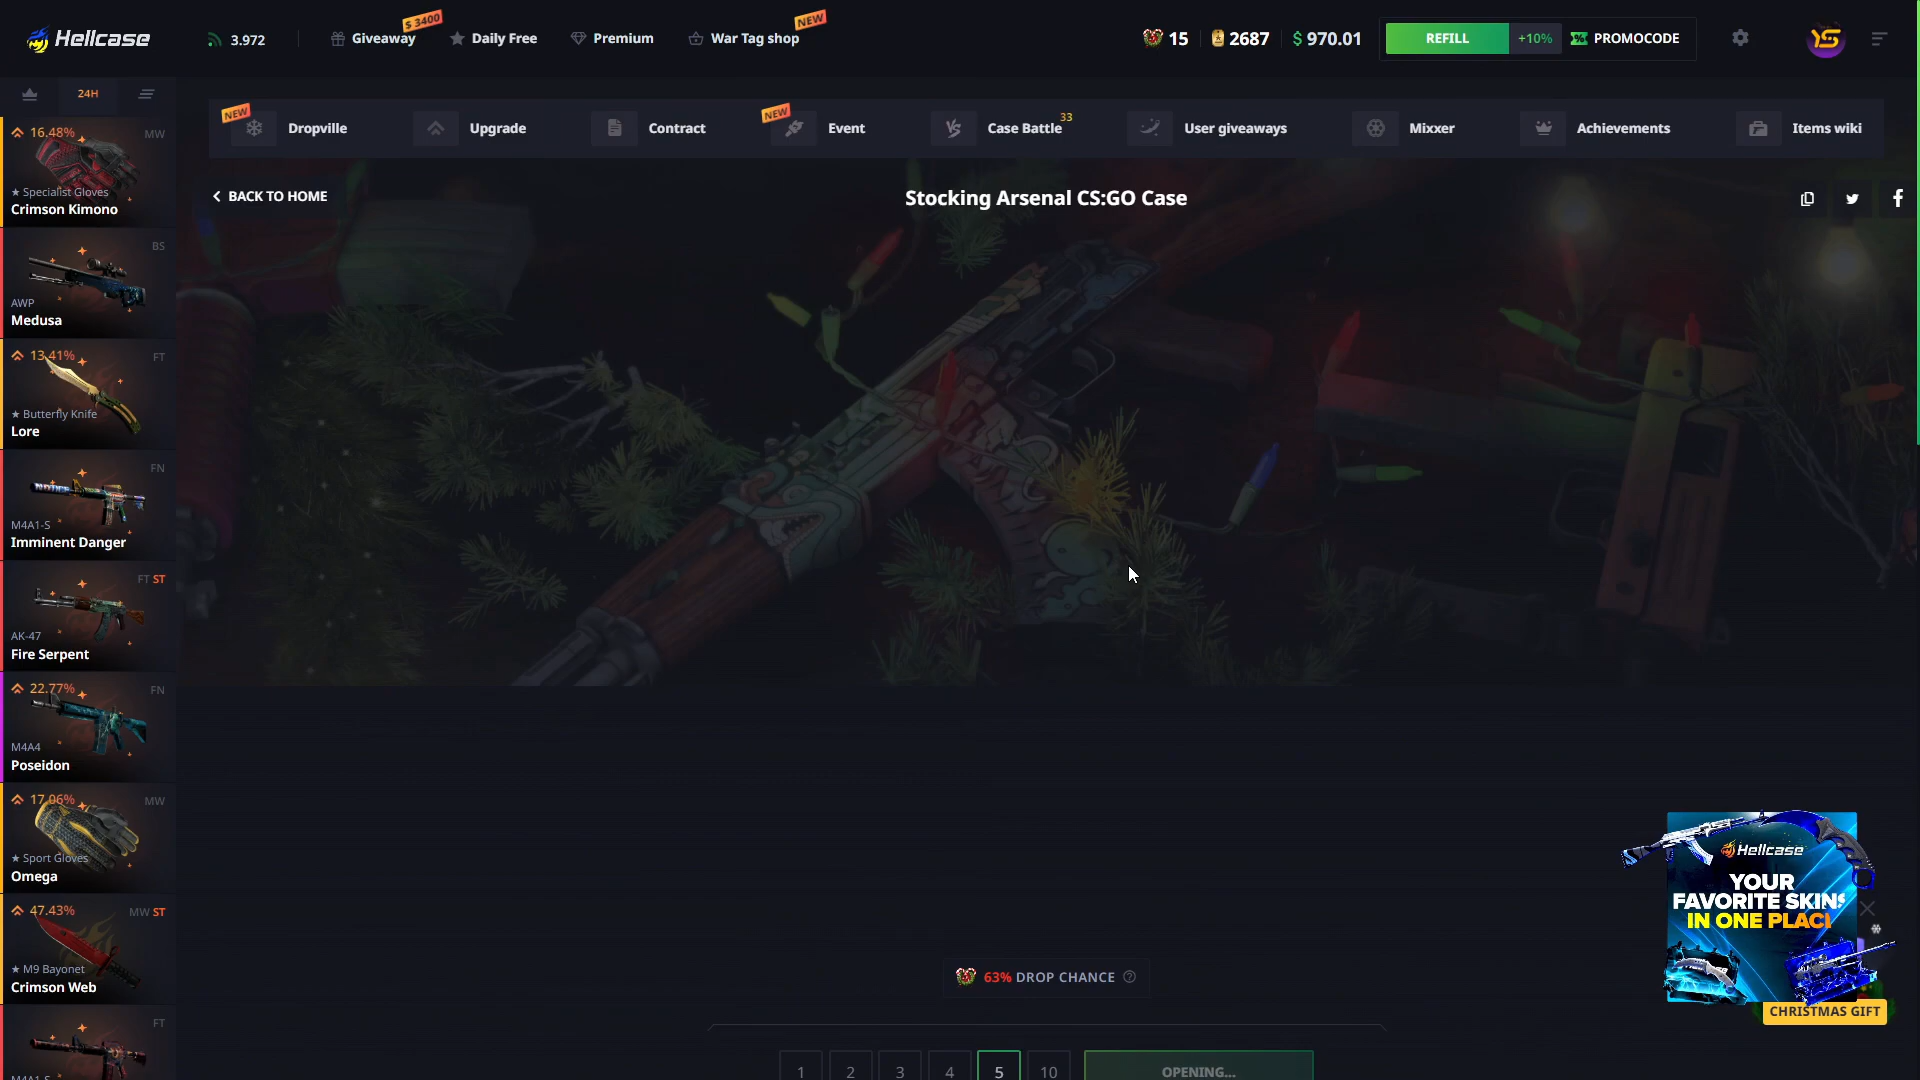 Hellcase
3.972
$ 3400
Giveaway
Daily Free
Premium
NEW
War Tag shop
15
2687
$ 970.01
REFILL
+10%
PROMOCODE
YS
24H
NEW
Dropville
Upgrade
Contract
NEW
Event
Case Battle
33
User giveaways
Mixxer
Achievements
Items wiki
BACK TO HOME
Stocking Arsenal CS:GO Case
16.48%
MW
★ Specialist Gloves
Crimson Kimono
BS
AWP
Medusa
13.41%
FT
★ Butterfly Knife
Lore
FN
M4A1-S
Imminent Danger
FT ST
AK-47
Fire Serpent
22.77%
FN
M4A4
Poseidon
17.06%
MW
★ Sport Gloves
Omega
47.43%
MW ST
★ M9 Bayonet
Crimson Web
FT
M4A1-S
Hellcase
YOUR
FAVORITE SKINS
IN ONE PLACE
CHRISTMAS GIFT
63% DROP CHANCE
1
2
3
4
5
10
OPENING...